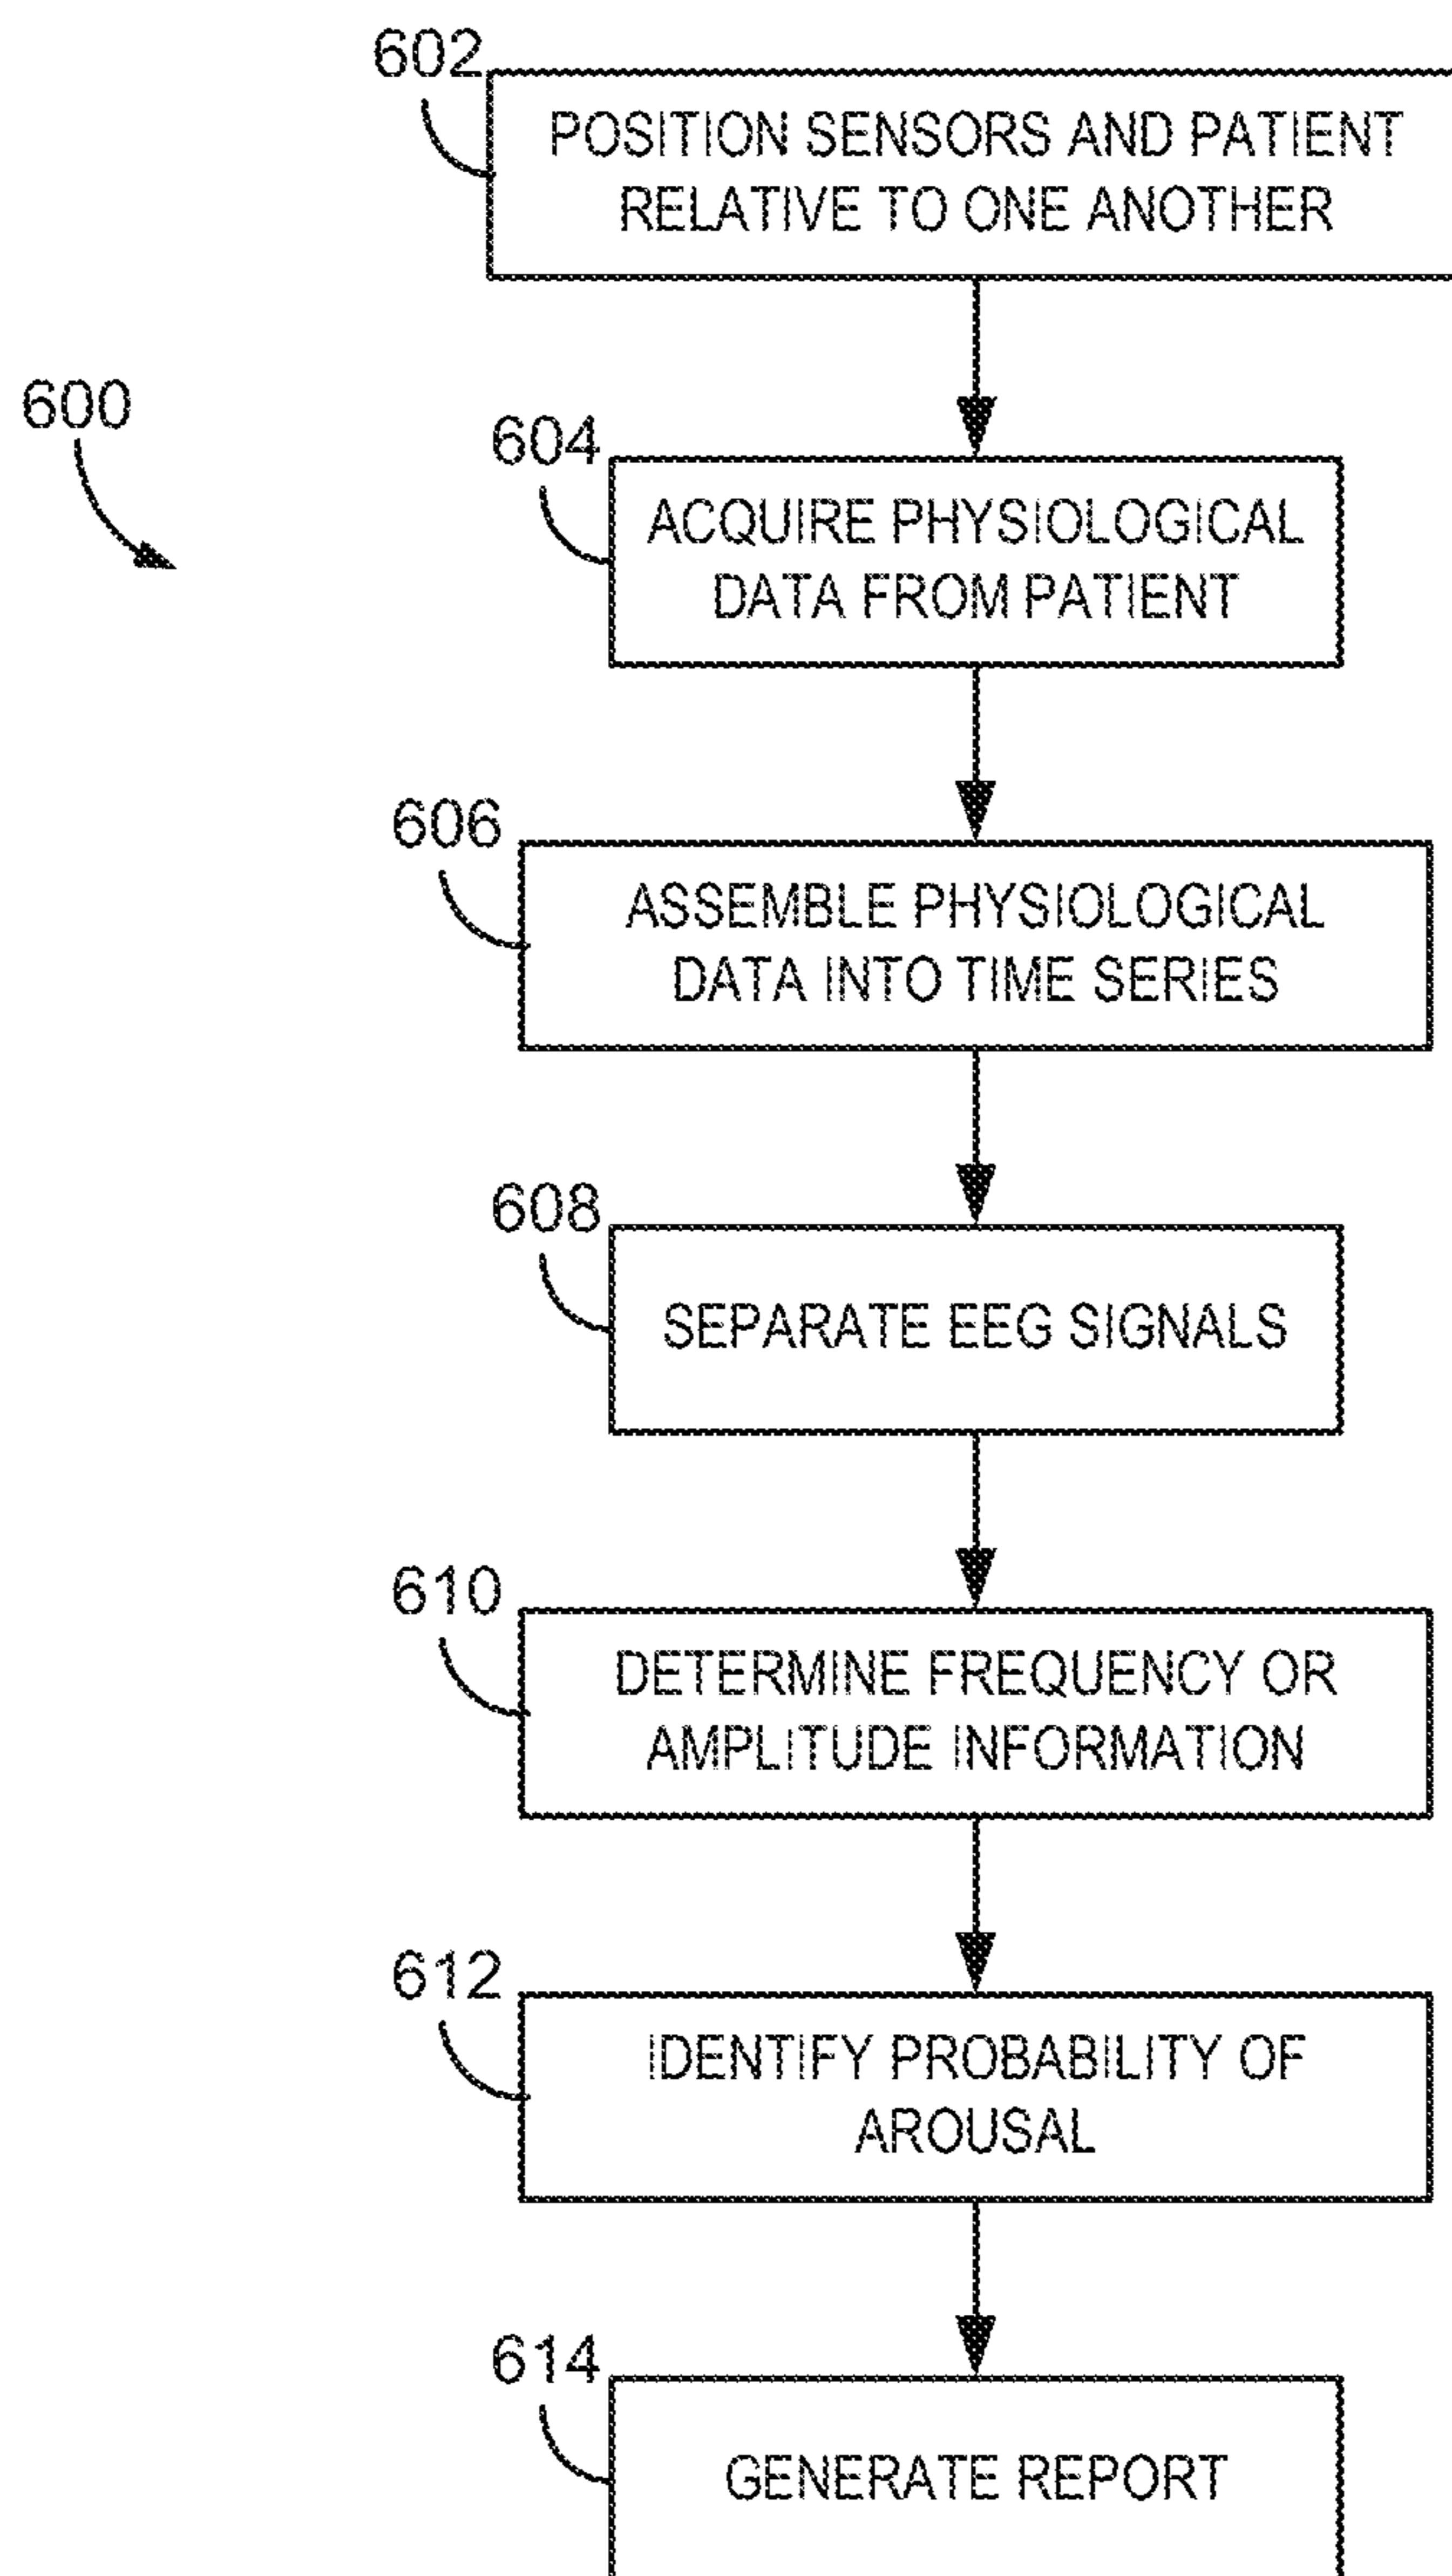 602
POSITION SENSORS AND PATIENT
RELATIVE TO ONE ANOTHER
600
604
ACQUIRE PHYSIOLOGICAL
DATA FROM PATIENT
606
ASSEMBLE PHYSIOLOGICAL
DATA INTO TIME SERIES
608
SEPARATE EEG SIGNALS
610
DETERMINE FREQUENCY OR
AMPLITUDE INFORMATION
612
IDENTIFY PROBABILITY OF
AROUSAL
614
GENERATE REPORT